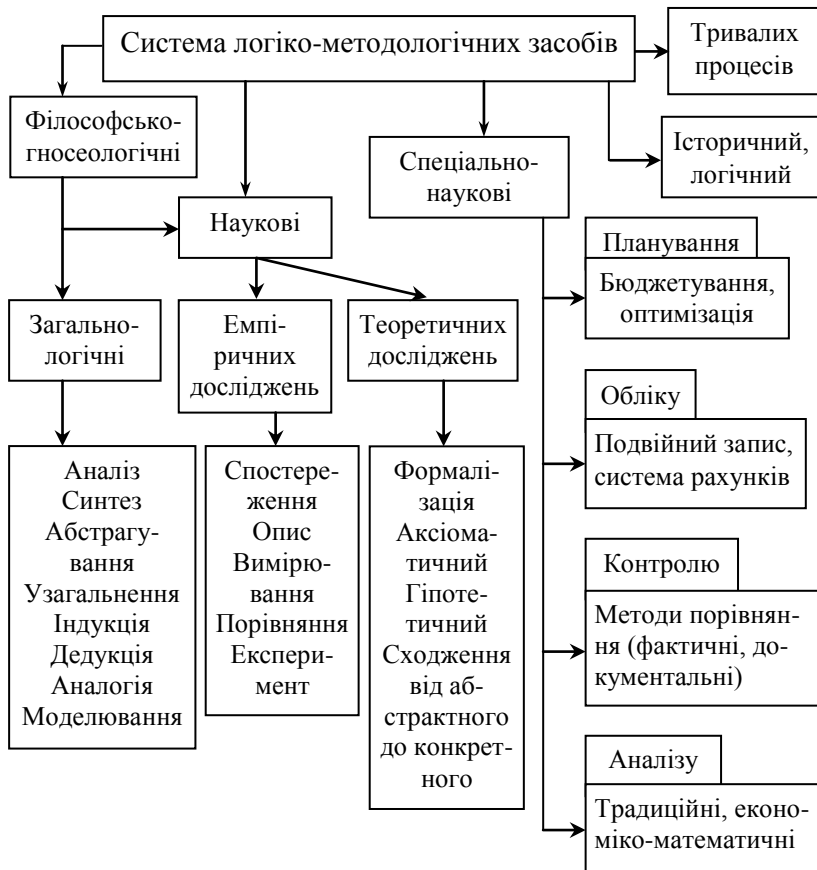 Система логіко-методологічних засобів
Тривалих
процесів
Філософсько-
гносеологічні
Спеціально-
наукові
Історичний,
логічний
Наукові
Планування
Бюджетування,
оптимізація
Загально-
логічні
Емпі-
ричних
досліджень
Теоретичних
досліджень
Обліку
Подвійний запис,
система рахунків
Аналіз
Синтез
Абстрагу-
вання
Узагальнення
Індукція
Дедукція
Аналогія
Моделювання
Спостере-
ження
Опис
Вимірю-
вання
Порівняння
Експери-
мент
Формалі-
зація
Аксіома-
тичний
Гіпоте-
тичний
Сходження
від аб-
страктного
до конкрет-
ного
Контролю
Методи порівнян-
ня (фактичні, до-
кументальні)
Аналізу
Традиційні, еконо-
міко-математичні